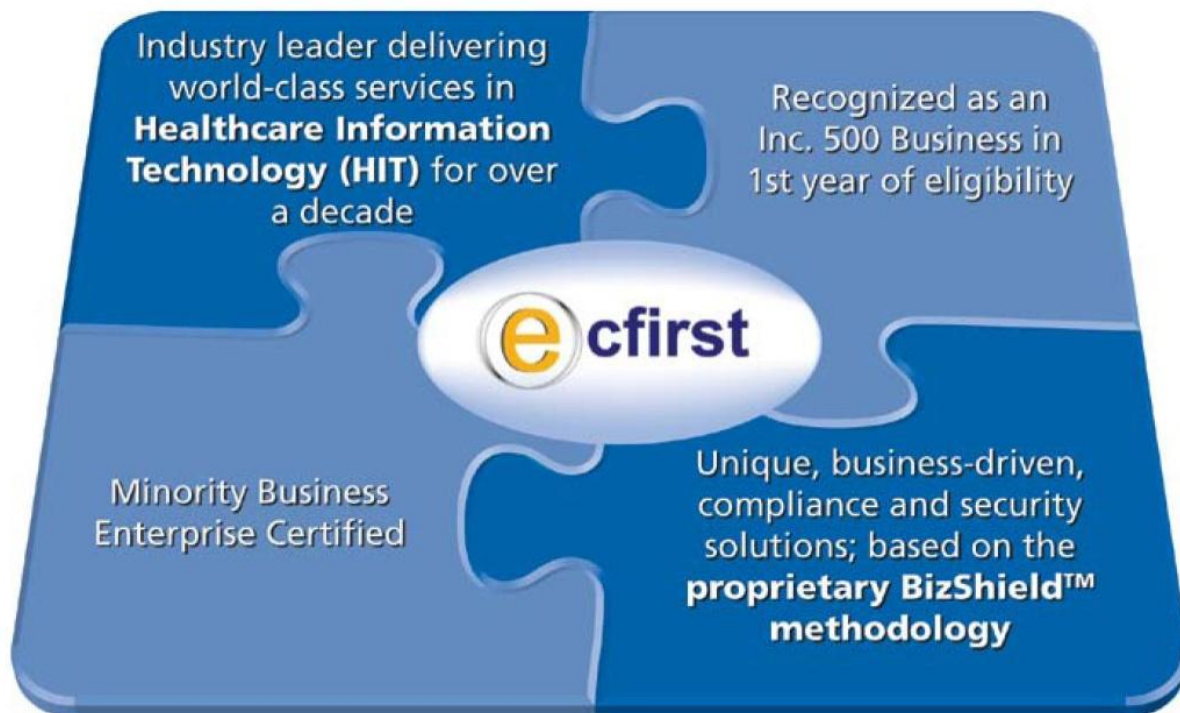 Industry leader delivering
world-class services in
Healthcare Information
Technology (HIT) for over
a decade
Recognized as an
Inc. 500 Business in
1st year of eligibility
ecfirst
Minority Business
Enterprise Certified
Unique, business-driven,
compliance and security
solutions; based on the
proprietary BizShield™
methodology